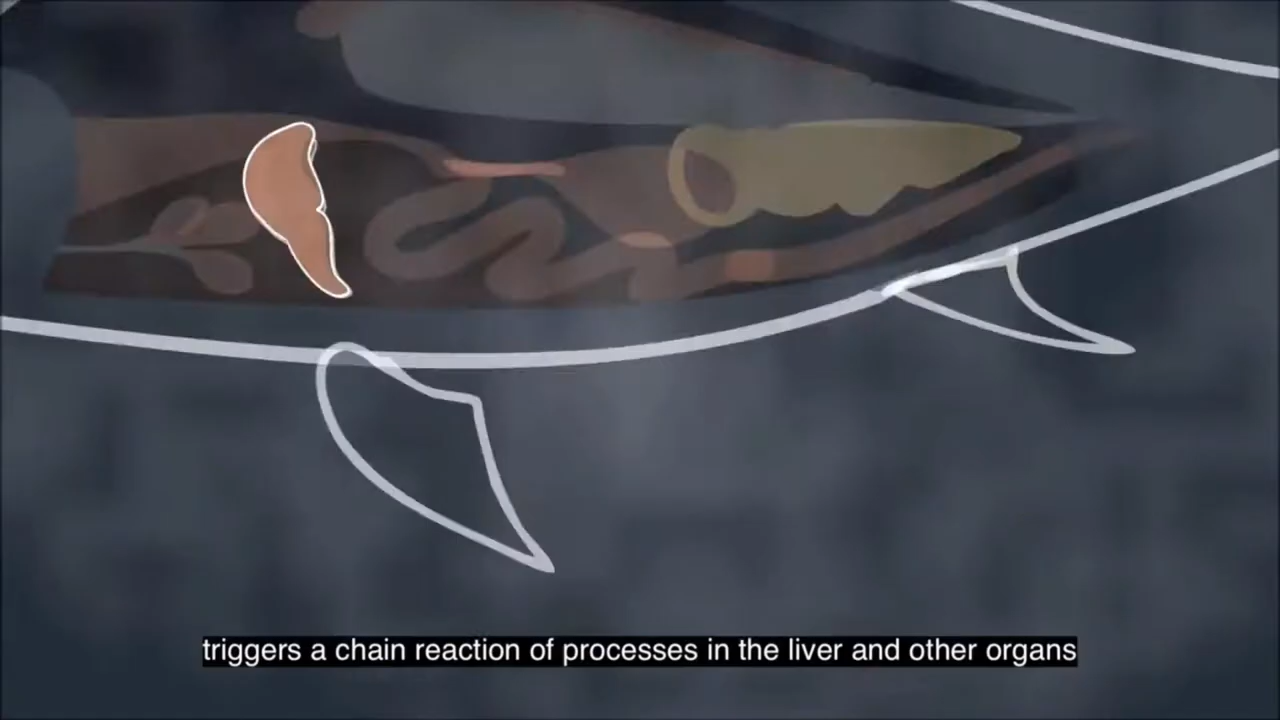 triggers a chain reaction of processes in the liver and other organs